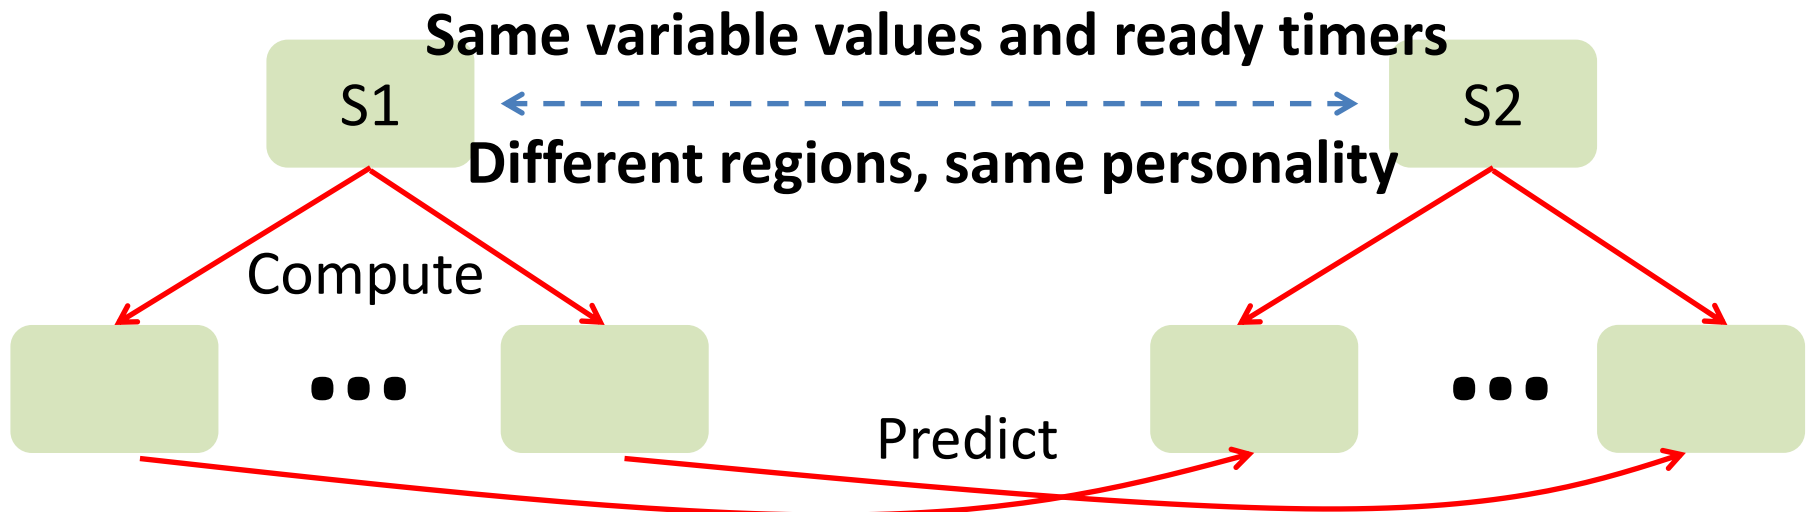 Same variable values and ready timers
S1
S2
Different regions, same personality
Compute
Predict